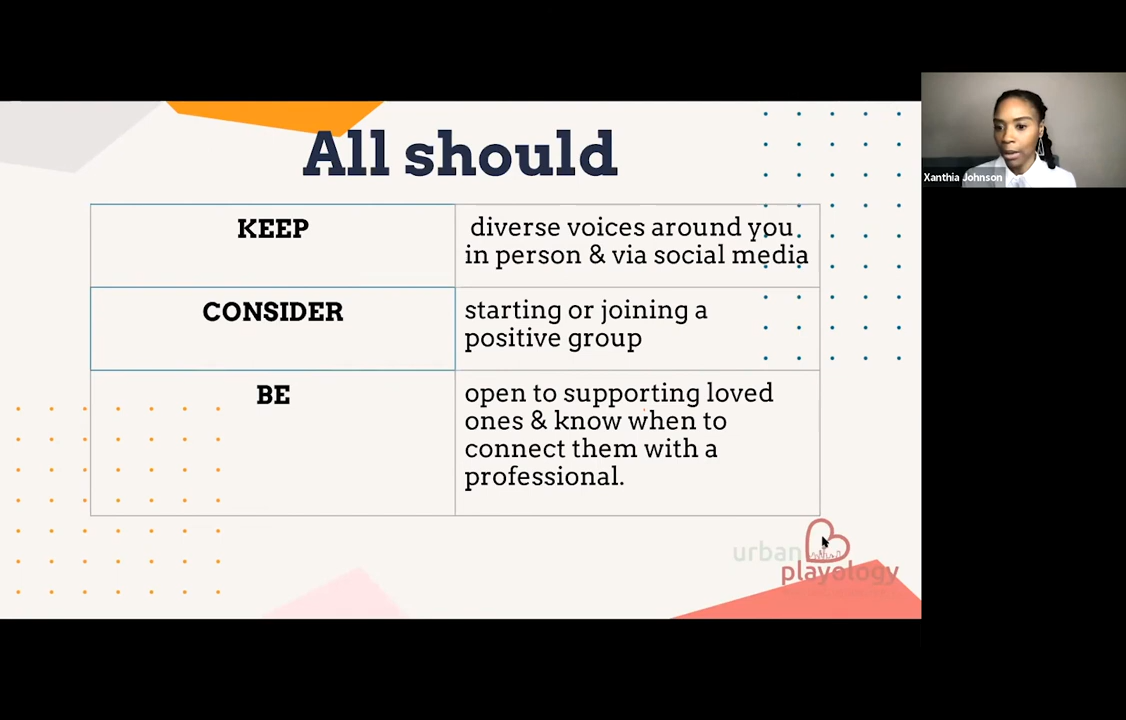 All should
KEEP
diverse voices around you
in person & via social media
CONSIDER
starting or joining a
positive group
BE
open to supporting loved
ones & know when to
connect them with a
professional.
urban
playology
Xanthia Johnson